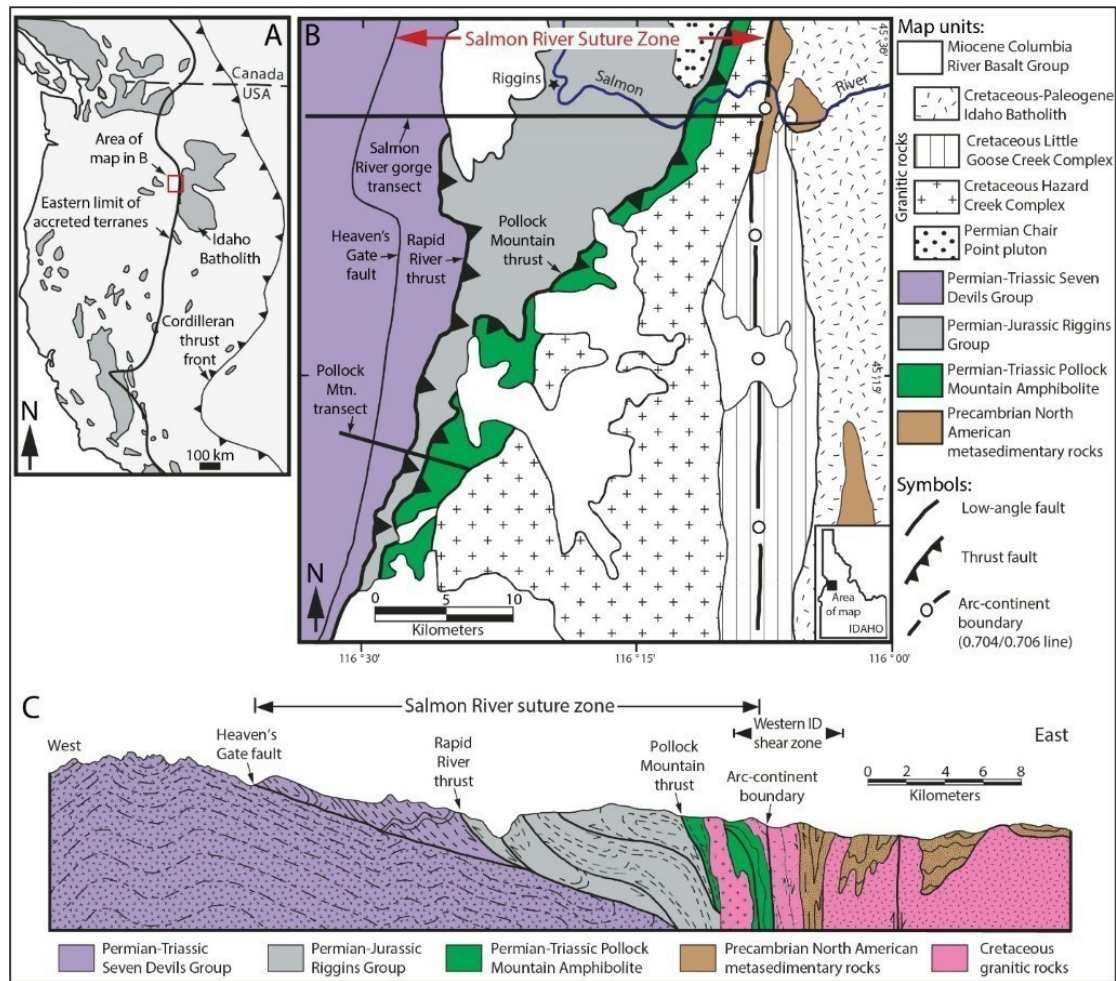 A
Canada
USA
Area of
map in B
Eastern limit of
accreted terranes
Idaho
Batholith
Cordilleran
thrust
front
N
100 km
B
Salmon River Suture Zone
Riggins
Salmon
River
45°30'
Salmon
River gorge
transect
Heaven's
Gate
fault
Rapid
River
thrust
Pollock
Mountain
thrust
Pollock
Mtn.
transect
45°15'
N
0 5 10
Kilometers
Area
of map
IDAHO
116°30'
116°15'
116°00'
Map units:
Miocene Columbia
River Basalt Group
Granitic rocks
Cretaceous-Paleogene
Idaho Batholith
Cretaceous Little
Goose Creek Complex
Cretaceous Hazard
Creek Complex
Permian Chair
Point pluton
Permian-Triassic Seven
Devils Group
Permian-Jurassic Riggins
Group
Permian-Triassic Pollock
Mountain Amphibolite
Precambrian North
American
metasedimentary rocks
Symbols:
Low-angle fault
Thrust fault
Arc-continent
boundary
(0.704/0.706 line)
C
Salmon River suture zone
West
Heaven's
Gate fault
Rapid
River
thrust
Pollock
Mountain
thrust
Western ID
shear zone
Arc-continent
boundary
East
0 2 4 6 8
Kilometers
Permian-Triassic
Seven Devils Group
Permian-Jurassic
Riggins Group
Permian-Triassic Pollock
Mountain Amphibolite
Precambrian North American
metasedimentary rocks
Cretaceous
granitic rocks